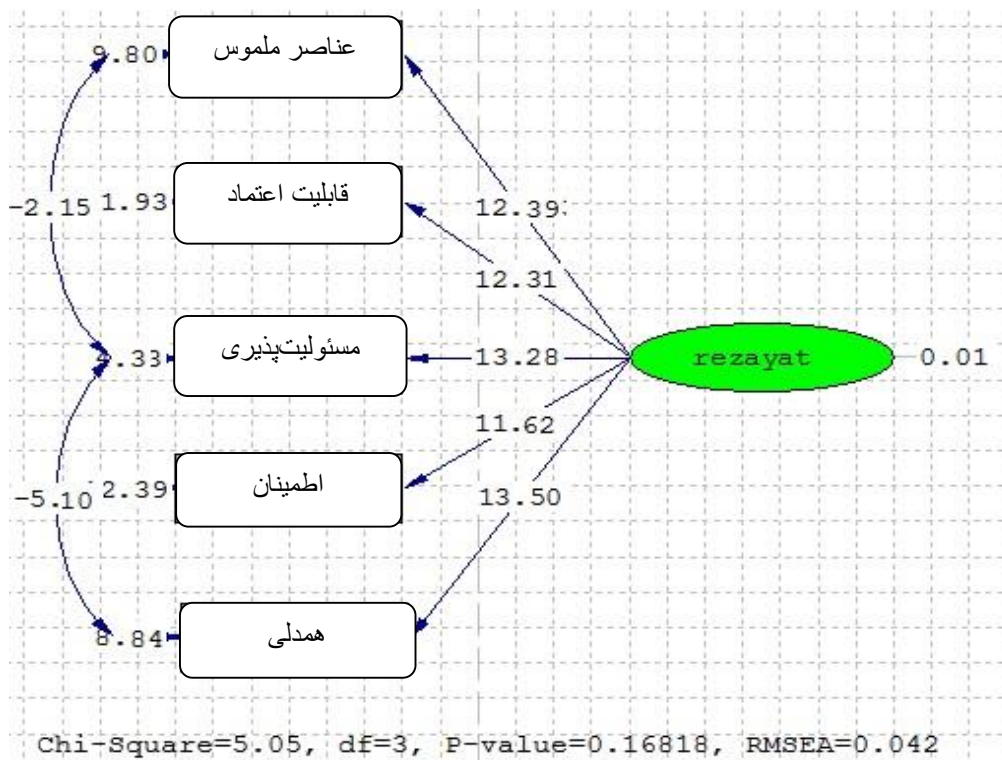 عناصر ملموس
9.80
12.39
قابلیت اعتماد
1.93
-2.15
12.31
مسئولیت‌پذیری
4.33
13.28
rezayat
0.01
11.62
اطمینان
2.39
-5.10
13.50
همدلی
8.84
Chi-Square=5.05, df=3, P-value=0.16818, RMSEA=0.042